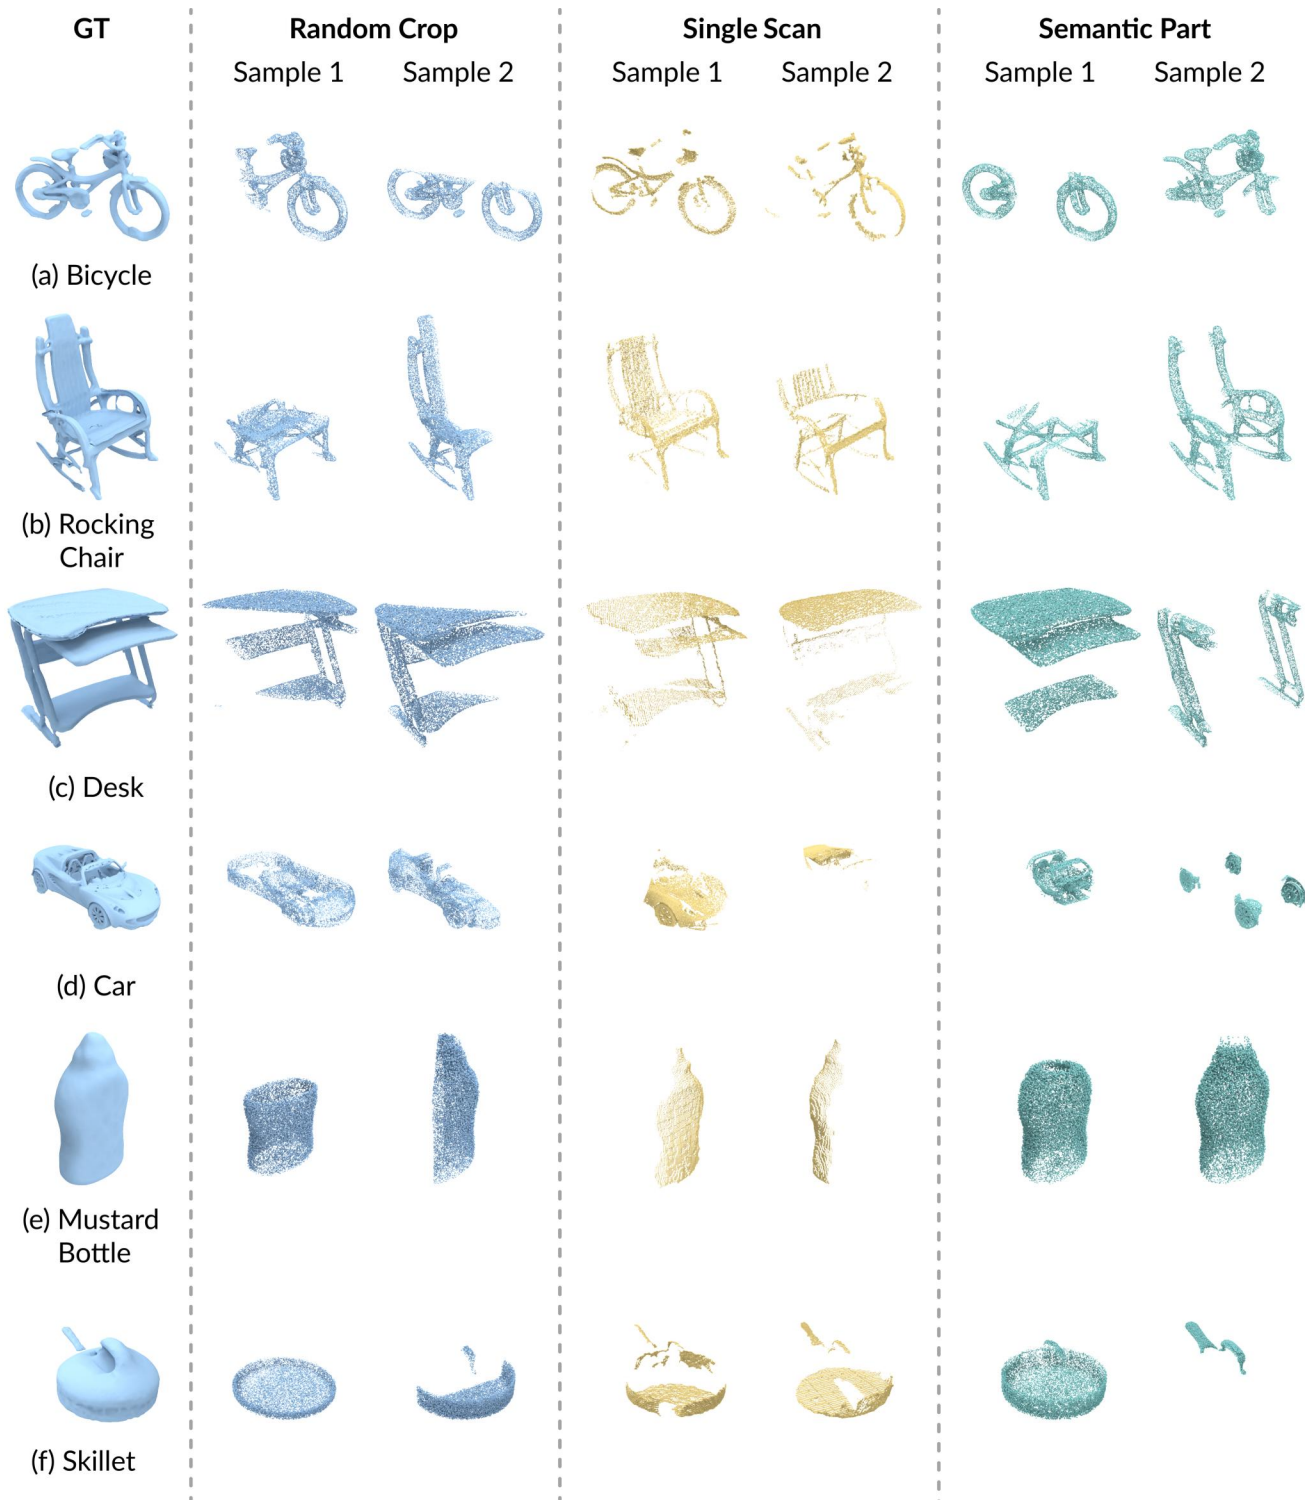 GT
Random Crop
Single Scan
Semantic Part
Sample 1
Sample 2
Sample 1
Sample 2
Sample 1
Sample 2
(a) Bicycle
(b) Rocking
Chair
(c) Desk
(d) Car
(e) Mustard
Bottle
(f) Skillet